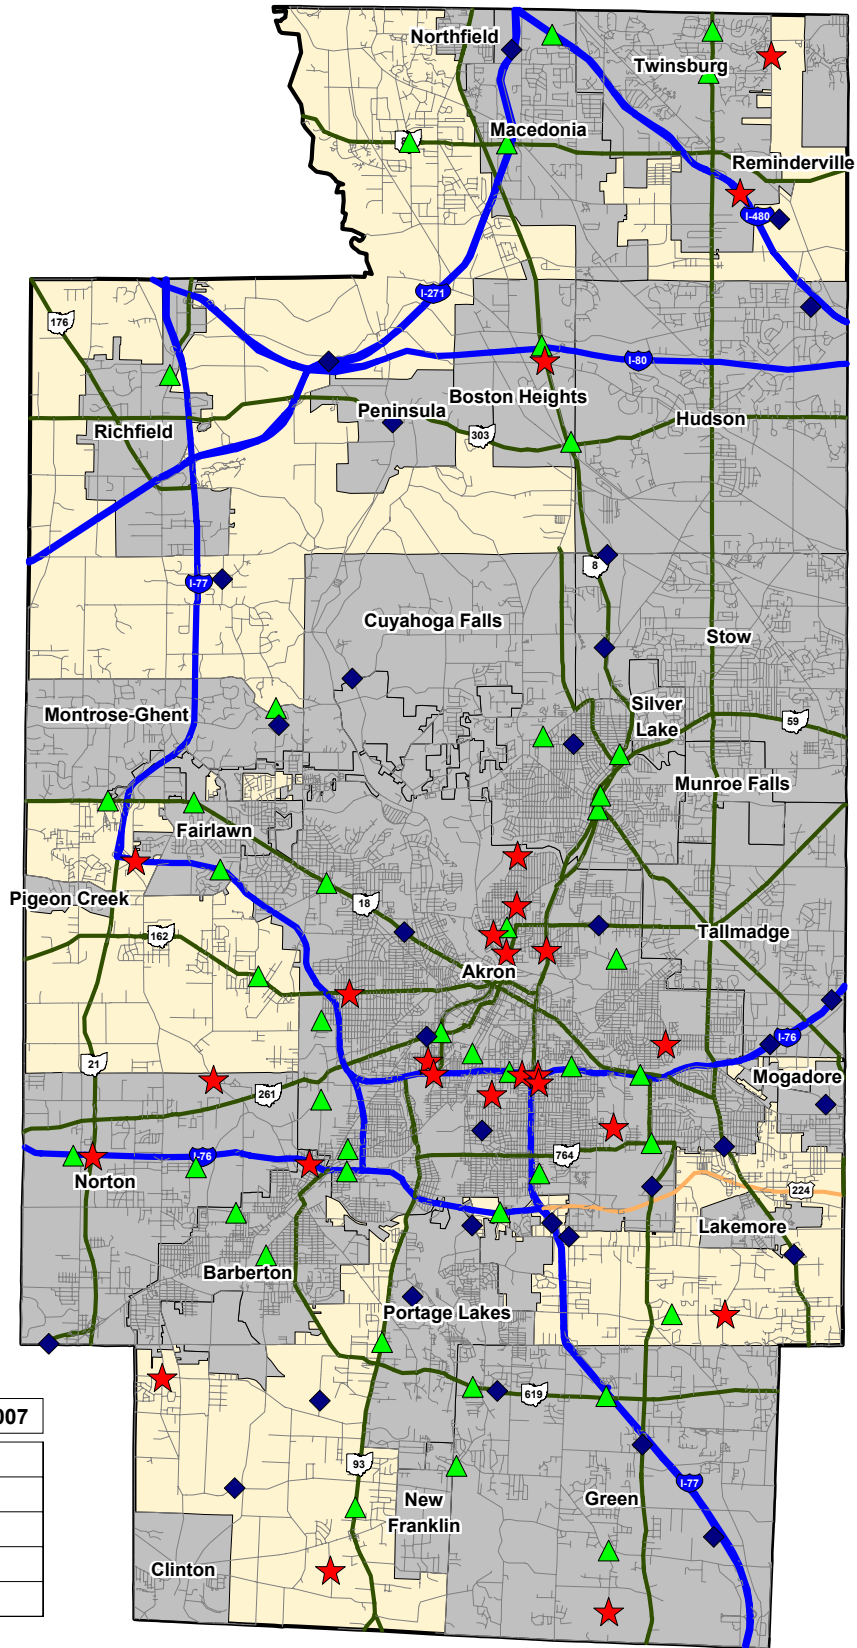 Northfield
Twinsburg
Macedonia
Reminderville
I-480
I-271
176
I-80
Boston Heights
Peninsula
Hudson
Richfield
303
8
I-77
Cuyahoga Falls
Stow
Silver
Lake
Montrose-Ghent
59
Munroe Falls
Fairlawn
Pigeon Creek
18
162
Tallmadge
Akron
I-76
21
Mogadore
261
764
I-76
Norton
224
Lakemore
Barberton
Portage Lakes
619
007
93
I-77
New
Franklin
Green
Clinton